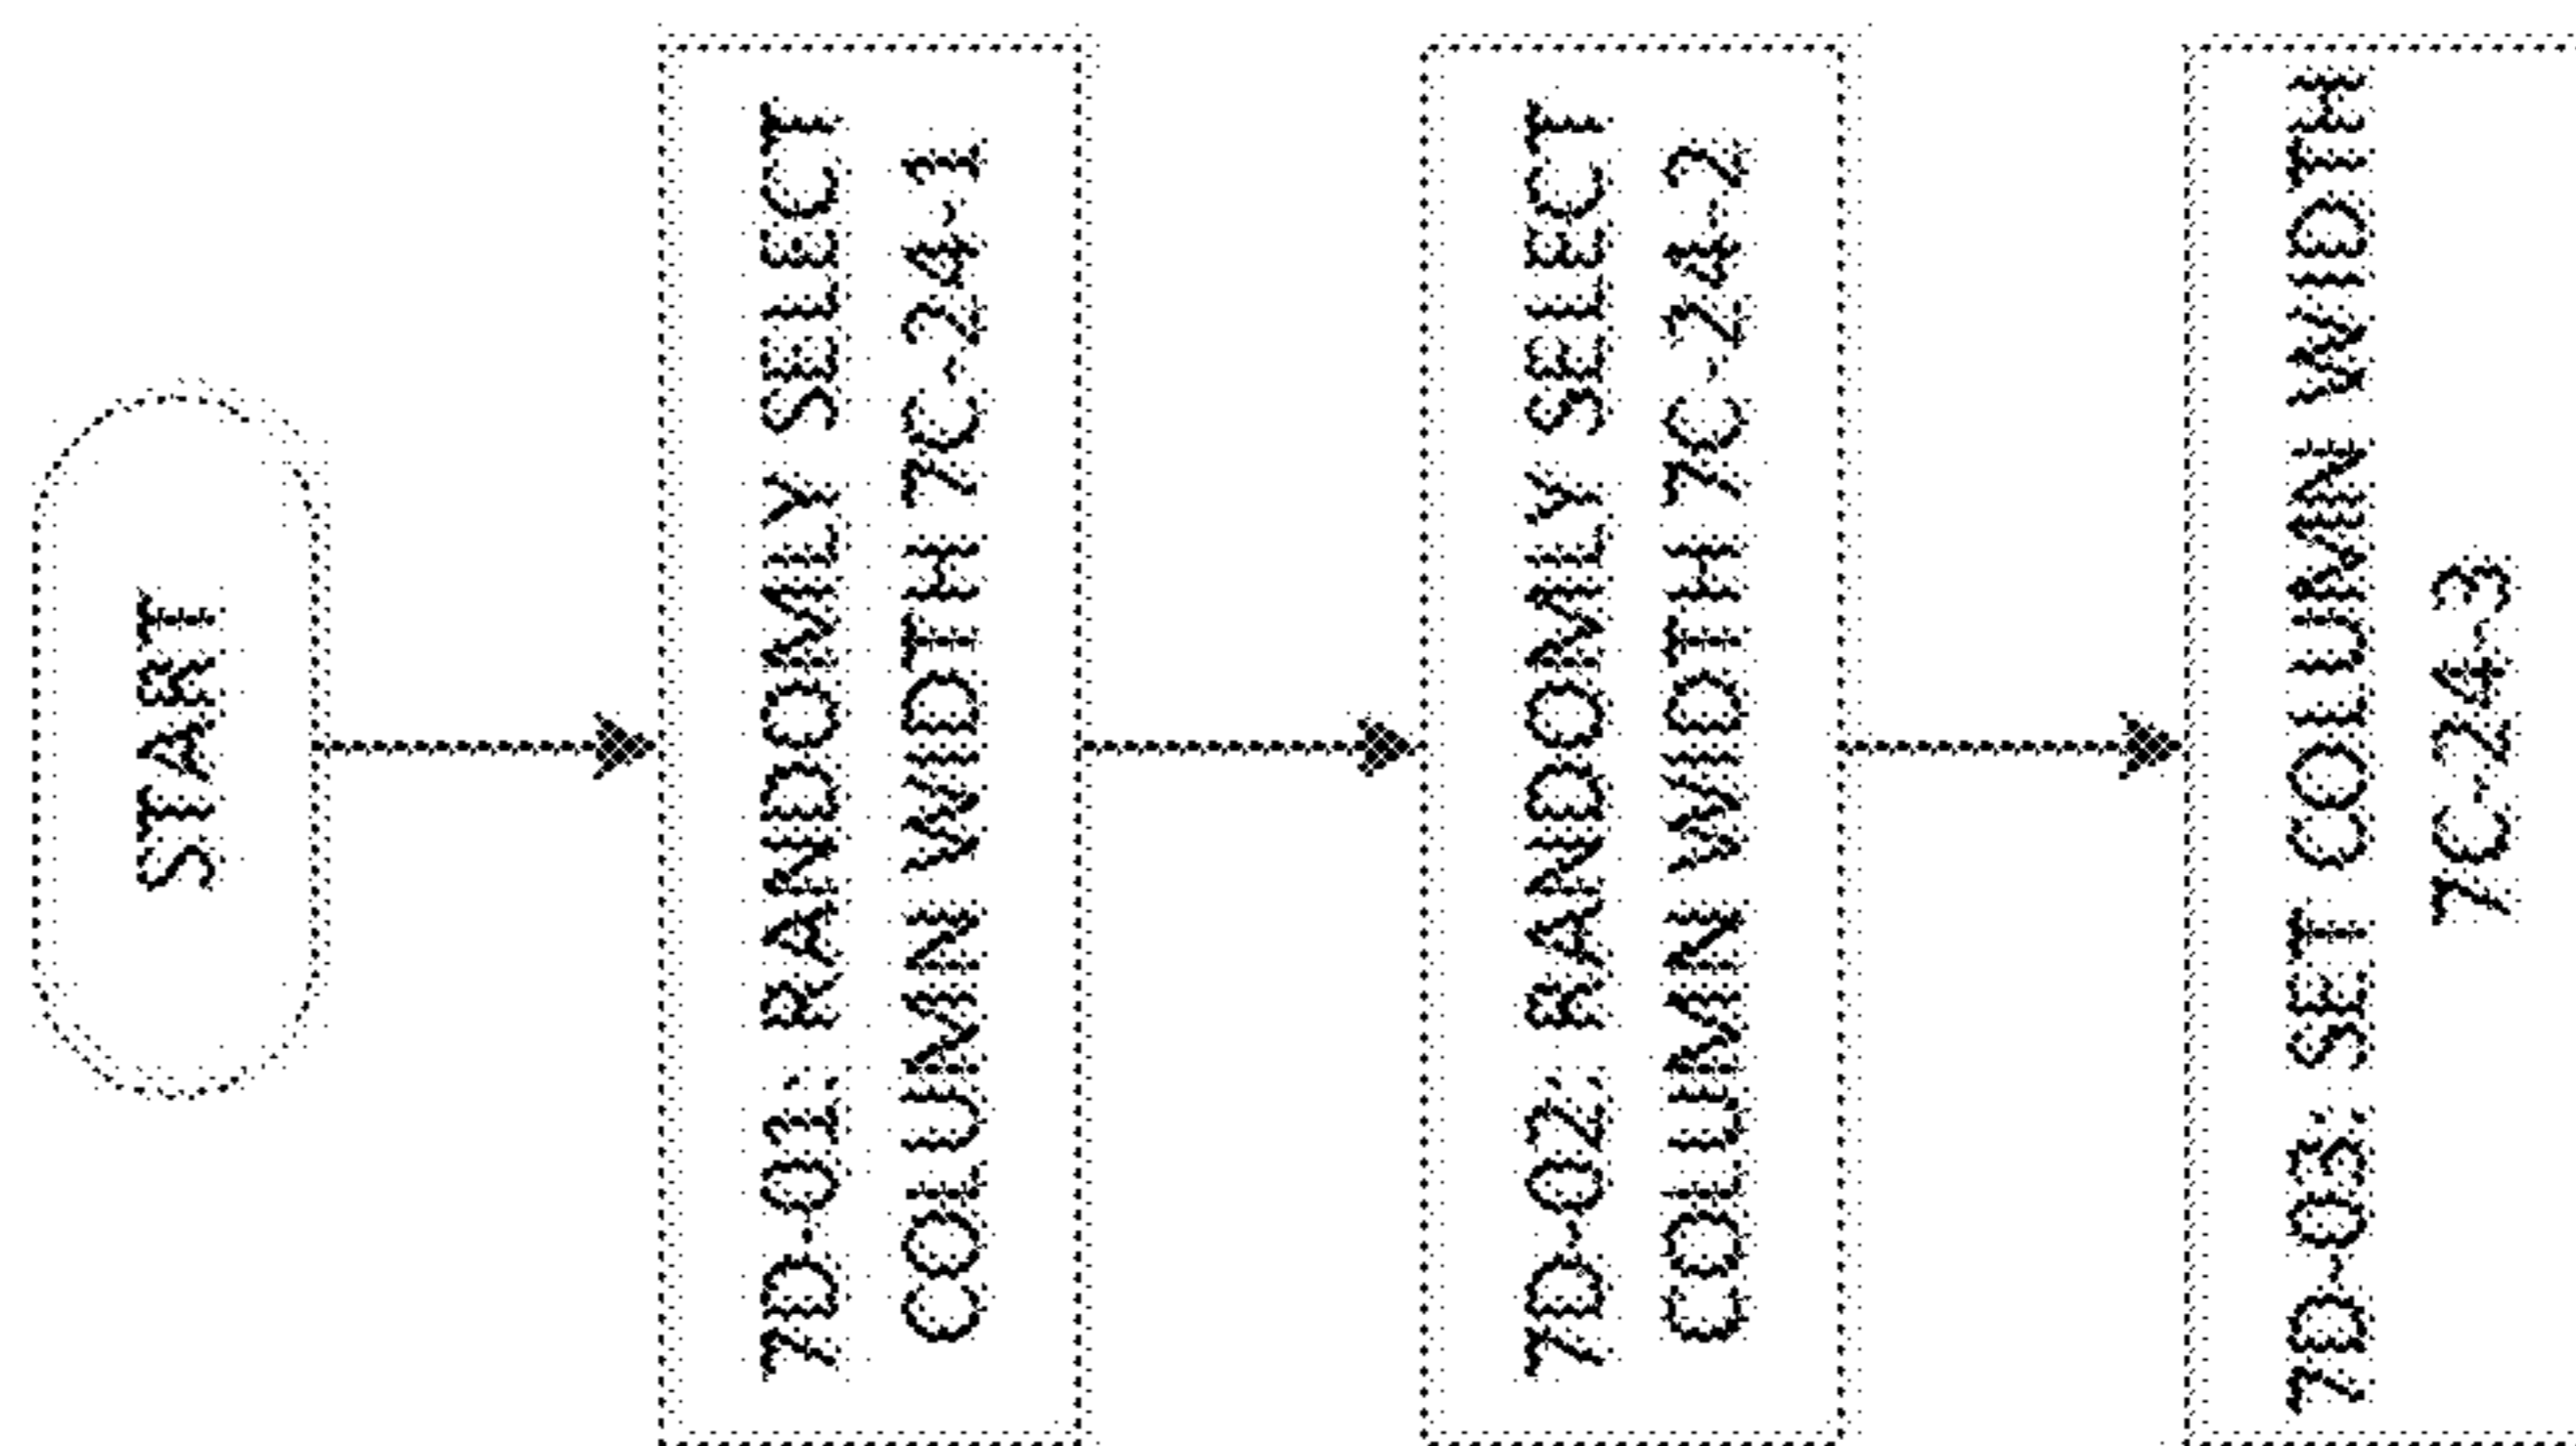 START
7D-01: RANDOMLY SELECT
COLUMN WIDTH 7C-24-1
7D-02: RANDOMLY SELECT
COLUMN WIDTH 7C-24-2
7D-03: SET COLUMN WIDTH
7C-24-3